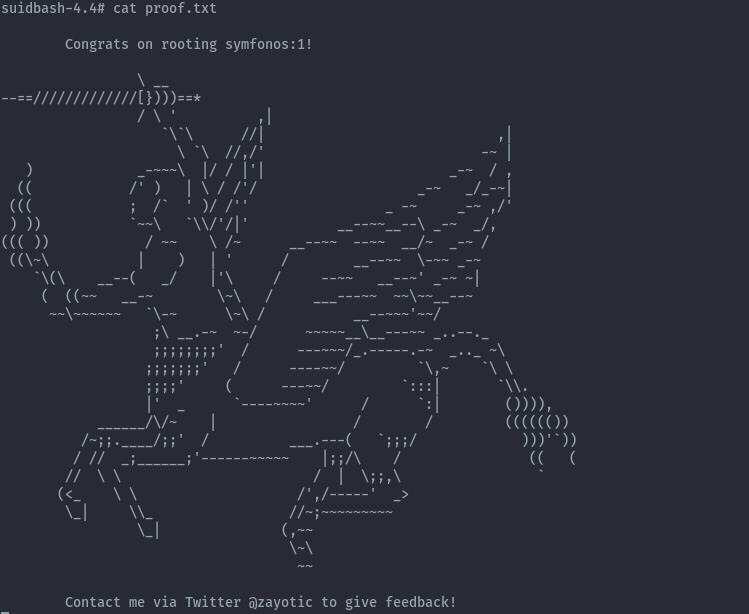 suidbash-4.4# cat proof.txt
Congrats on rooting symfonos:1!
Contact me via Twitter @zayotic to give feedback!